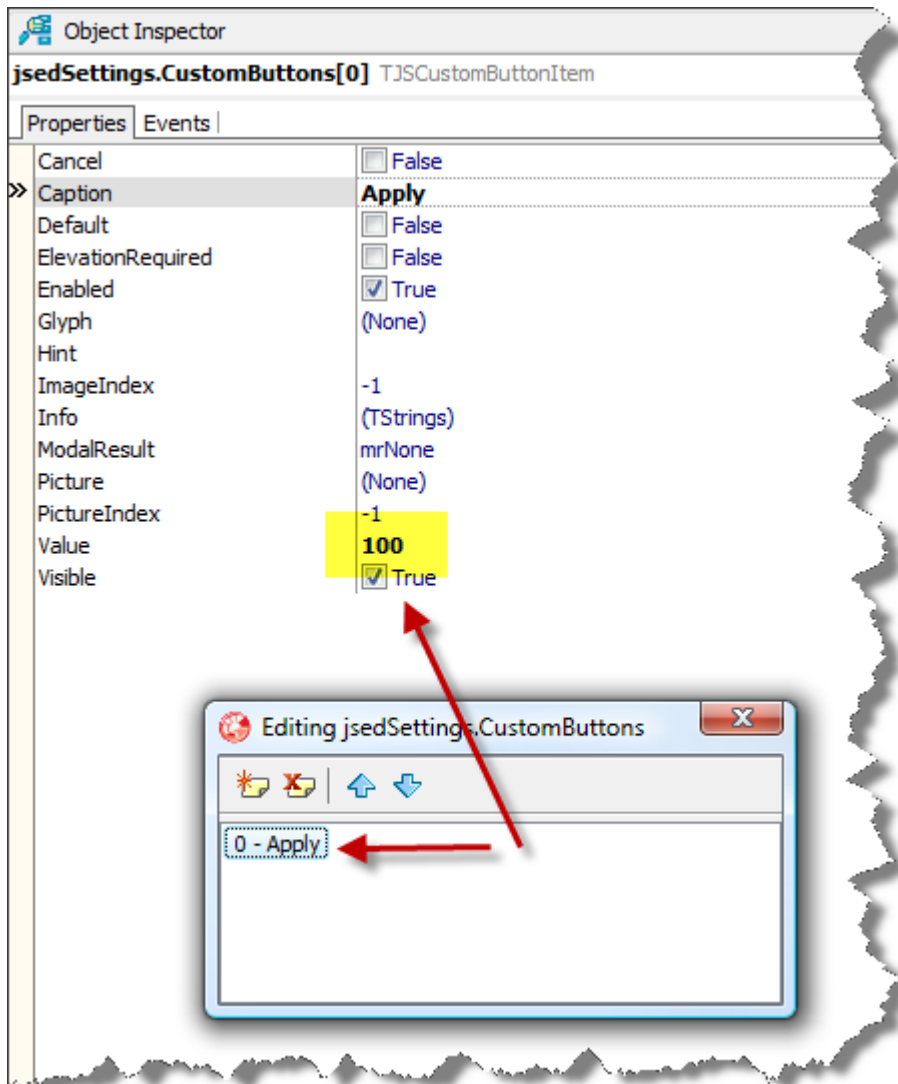 Object Inspector
jsedSettings.CustomButtons[0] TJSCustomButtonItem
Properties Events
Cancel False
Caption Apply
Default False
ElevationRequired False
Enabled True
Glyph (None)
Hint
ImageIndex -1
Info (TStrings)
ModalResult mrNone
Picture (None)
PictureIndex -1
Value 100
Visible True
Editing jsedSettings.CustomButtons
0 - Apply